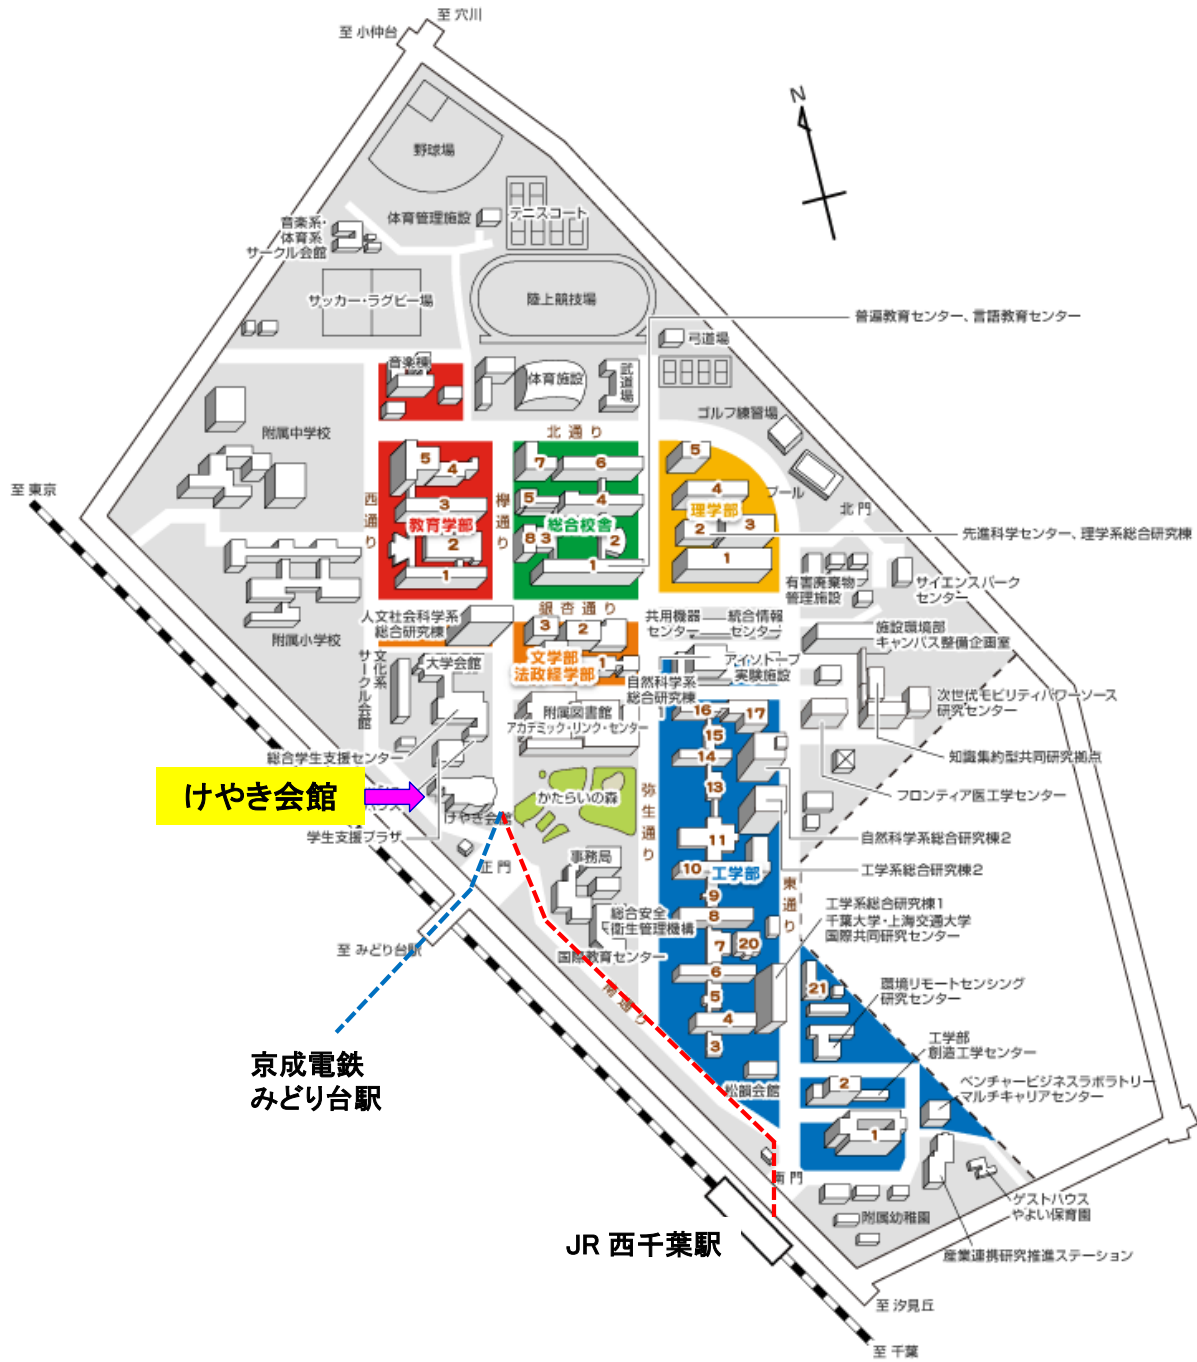 至 穴川
至 小仲台
N
野球場
体育管理施設
テニスコート
音楽系・
体育系
サークル会館
サッカー・ラグビー場
陸上競技場
普遍教育センター、言語教育センター
弓道場
音楽棟
体育施設
武道場
ゴルフ練習場
北通り
附属中学校
プール
北門
至 東京
西通り
欅通り
5
4
3
教育学部
2
1
7
6
5
4
総合校舎
8
3
2
1
5
4
理学部
3
2
1
先進科学センター、理学系総合研究棟
有害廃棄物
管理施設
サイエンスパーク
センター
附属小学校
銀杏通り
人文社会科学系
総合研究棟
共用機器
センター
統合情報
センター
施設環境部
キャンパス整備企画室
3
2
1
文学部
法政経学部
文化系
サークル会館
大学会館
アイソトープ
実験施設
自然科学系
総合研究棟
次世代モビリティパワーソース
研究センター
附属図書館
アカデミック・リンク・センター
総合学生支援センター
知識集約型共同研究拠点
けやき会館
かたらいの森
弥生通り
フロンティア医工学センター
けやき会館
学生支援プラザ
自然科学系総合研究棟2
正門
事務局
工学系総合研究棟2
16
17
15
14
13
11
10
工学部
9
8
7
20
6
5
4
3
東通り
工学系総合研究棟1
千葉大学・上海交通大学
国際共同研究センター
総合安全
衛生管理機構
国際教育センター
至 みどり台駅
南通り
21
環境リモートセンシング
研究センター
工学部
創造工学センター
京成電鉄
みどり台駅
松韻会館
2
ベンチャービジネスラボラトリー
マルチキャリアセンター
1
南門
附属幼稚園
ゲストハウス
やよい保育園
JR 西千葉駅
産業連携研究推進ステーション
至 汐見丘
至 千葉